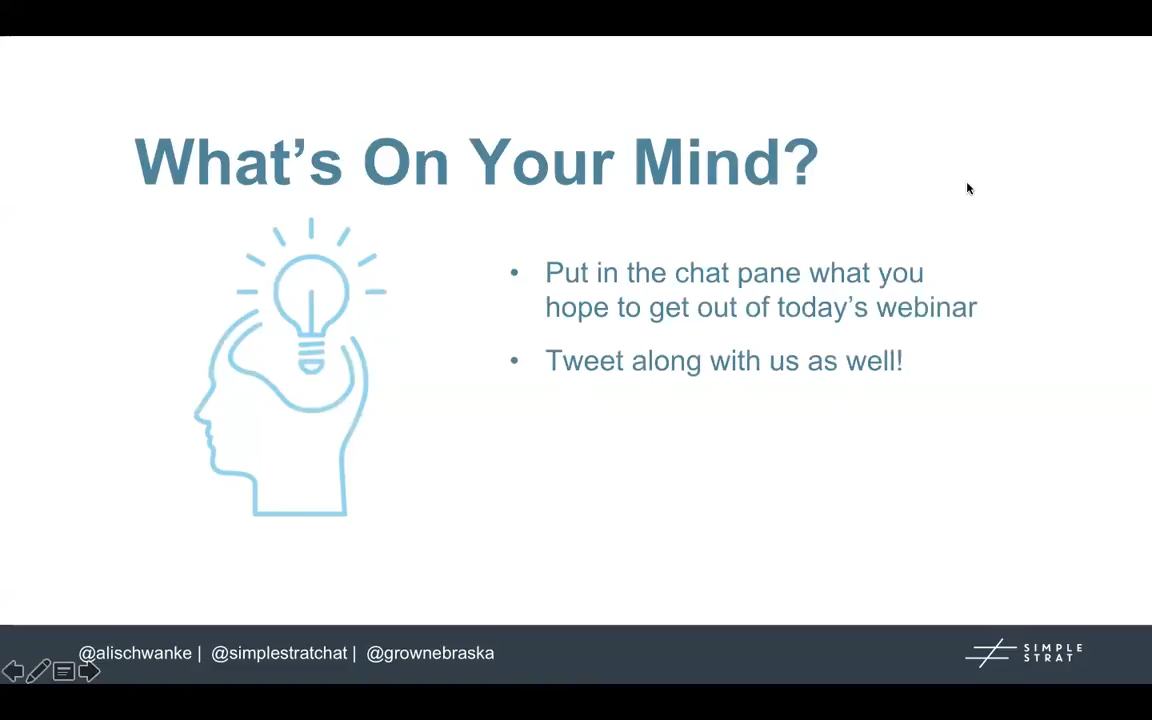 What’s On Your Mind?
• Put in the chat pane what you
hope to get out of today’s webinar
• Tweet along with us as well!
@alischwanke | @simplestratchat | @grownebraska
SIMPLE
STRAT